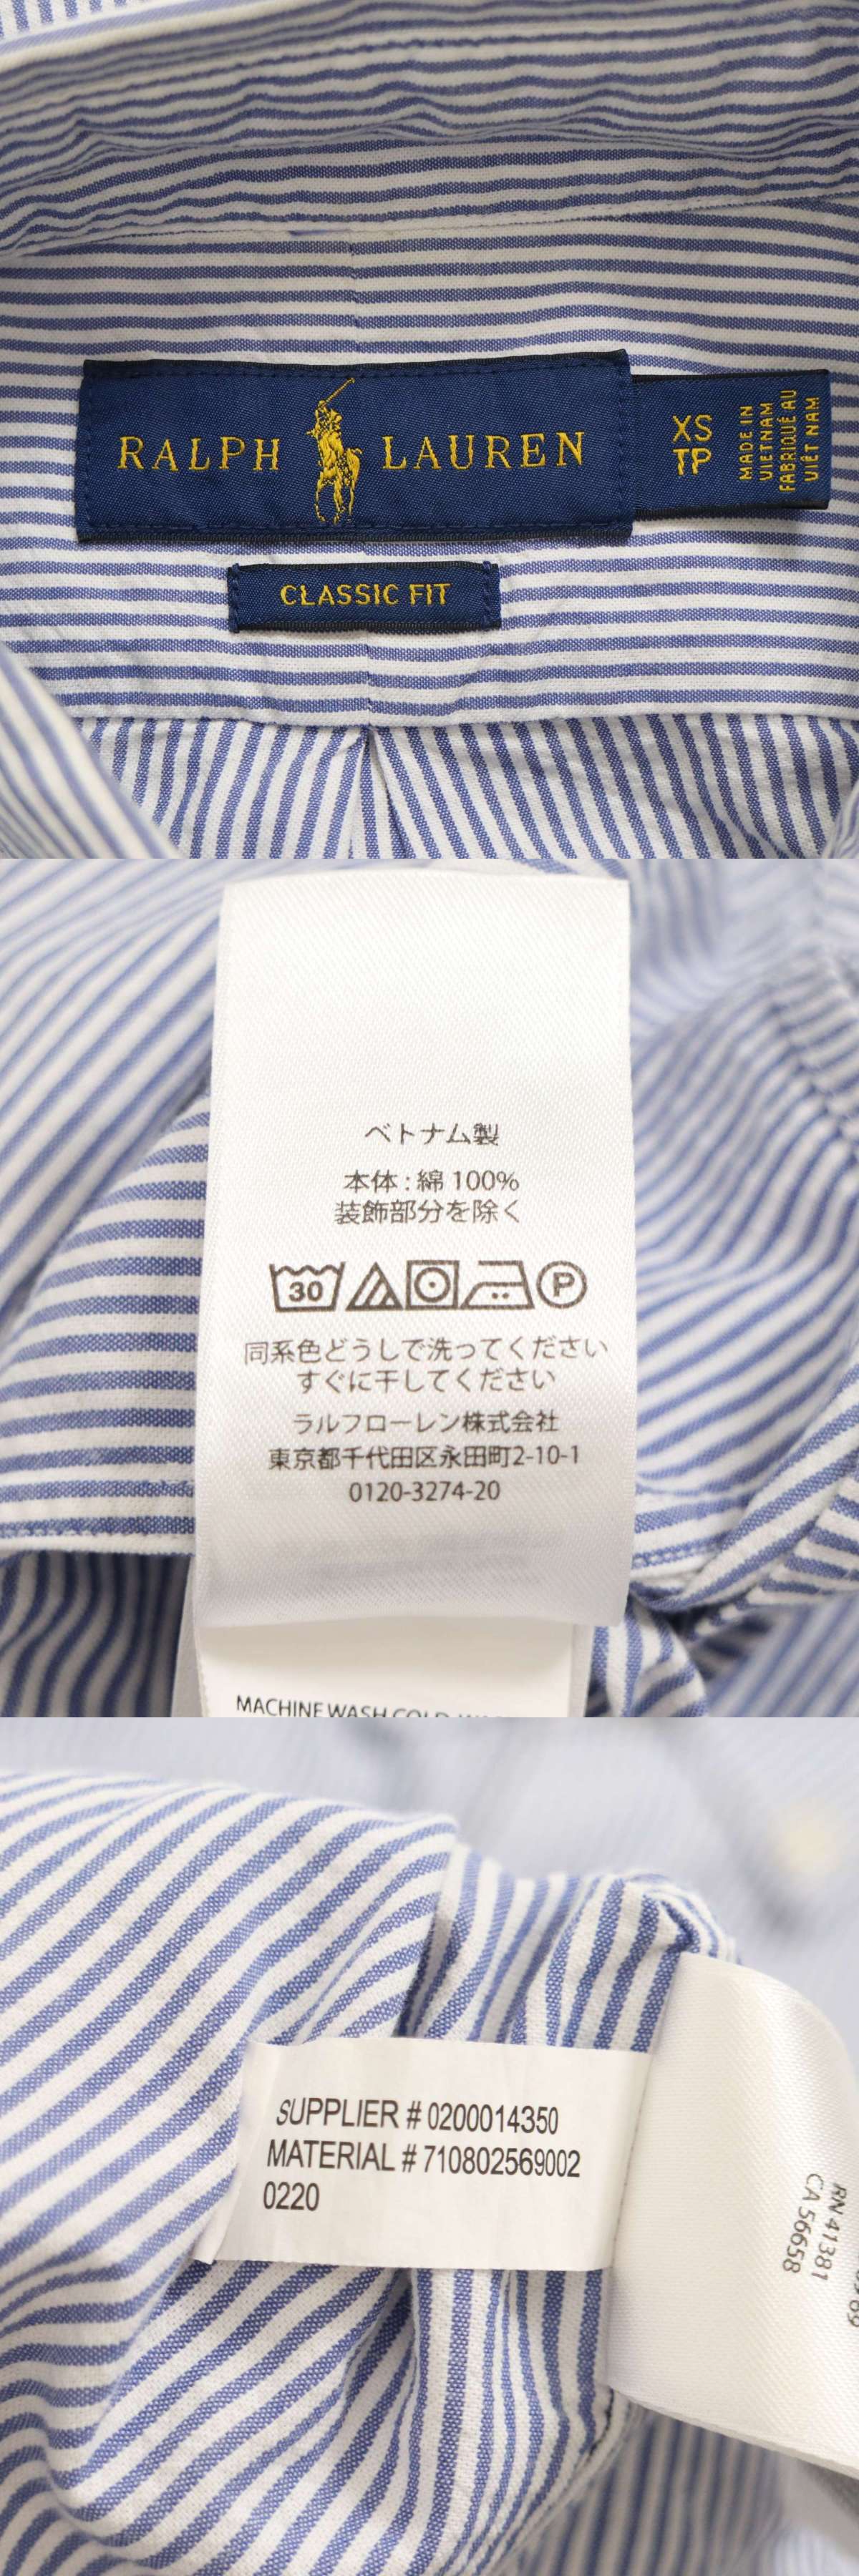 RALPH LAUREN
XS
TP
MADE IN
VIETNAM
FABRIQUÉ AU
VIÊT NAM
CLASSIC FIT
ベトナム製
本体 : 綿 100%
装飾部分を除く
30
P
同系色どうしで洗ってください
すぐに干してください
ラルフローレン株式会社
東京都千代田区永田町2-10-1
0120-3274-20
MACHINE WASH COLD
SUPPLIER # 0200014350
MATERIAL # 710802569002
0220
RN 41381
CA 56658